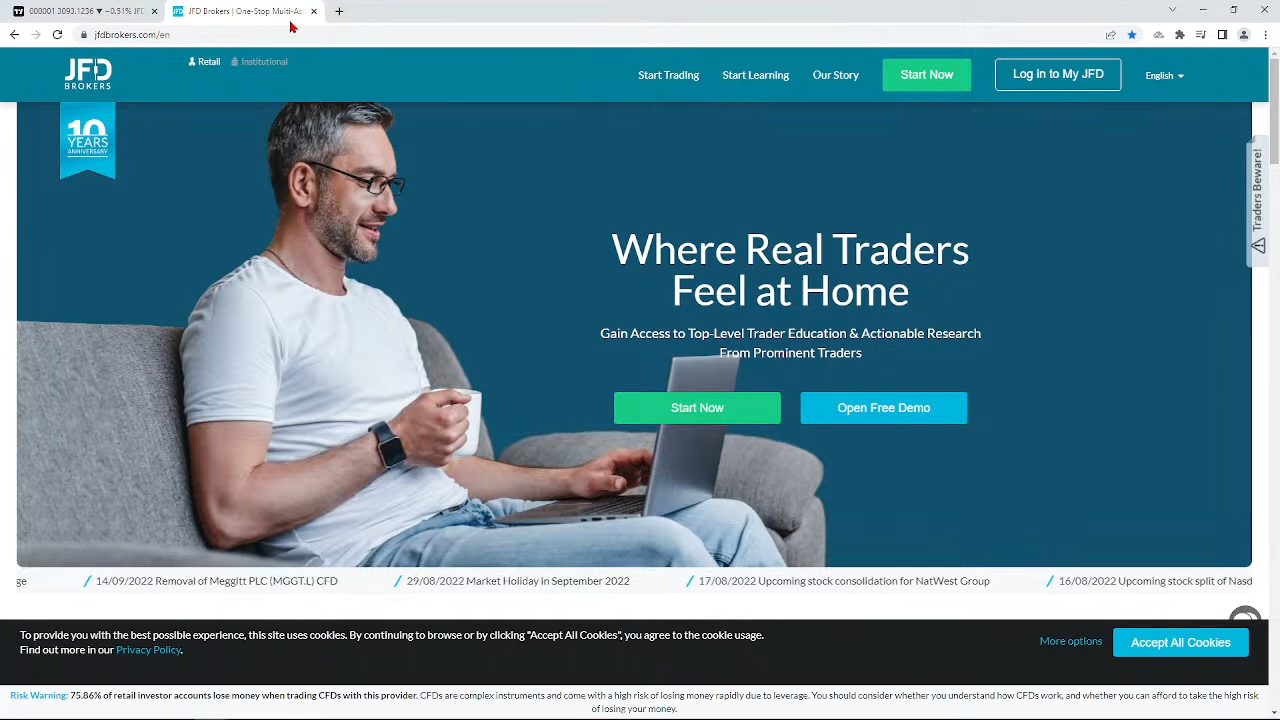 000001 3093.1236 ▼ −0.51% JFD
JFD Brokers | One-Stop Multi-As
jfdbrokers.com/en
JFD
BROKERS
Retail
Institutional
Start Trading
Start Learning
Our Story
Start Now
Log In to My JFD
English
10
YEARS
ANNIVERSARY
Traders Beware!
Where Real Traders
Feel at Home
Gain Access to Top-Level Trader Education & Actionable Research
From Prominent Traders
Start Now
Open Free Demo
ge / 14/09/2022 Removal of Meggitt PLC (MGGT.L) CFD / 29/08/2022 Market Holiday in September 2022 / 17/08/2022 Upcoming stock consolidation for NatWest Group / 16/08/2022 Upcoming stock split of Nasd
To provide you with the best possible experience, this site uses cookies. By continuing to browse or by clicking "Accept All Cookies", you agree to the cookie usage.
Find out more in our Privacy Policy.
More options
Accept All Cookies
Risk Warning: 75.86% of retail investor accounts lose money when trading CFDs with this provider. CFDs are complex instruments and come with a high risk of losing money rapidly due to leverage. You should consider whether you understand how CFDs work, and whether you can afford to take the high risk
of losing your money.